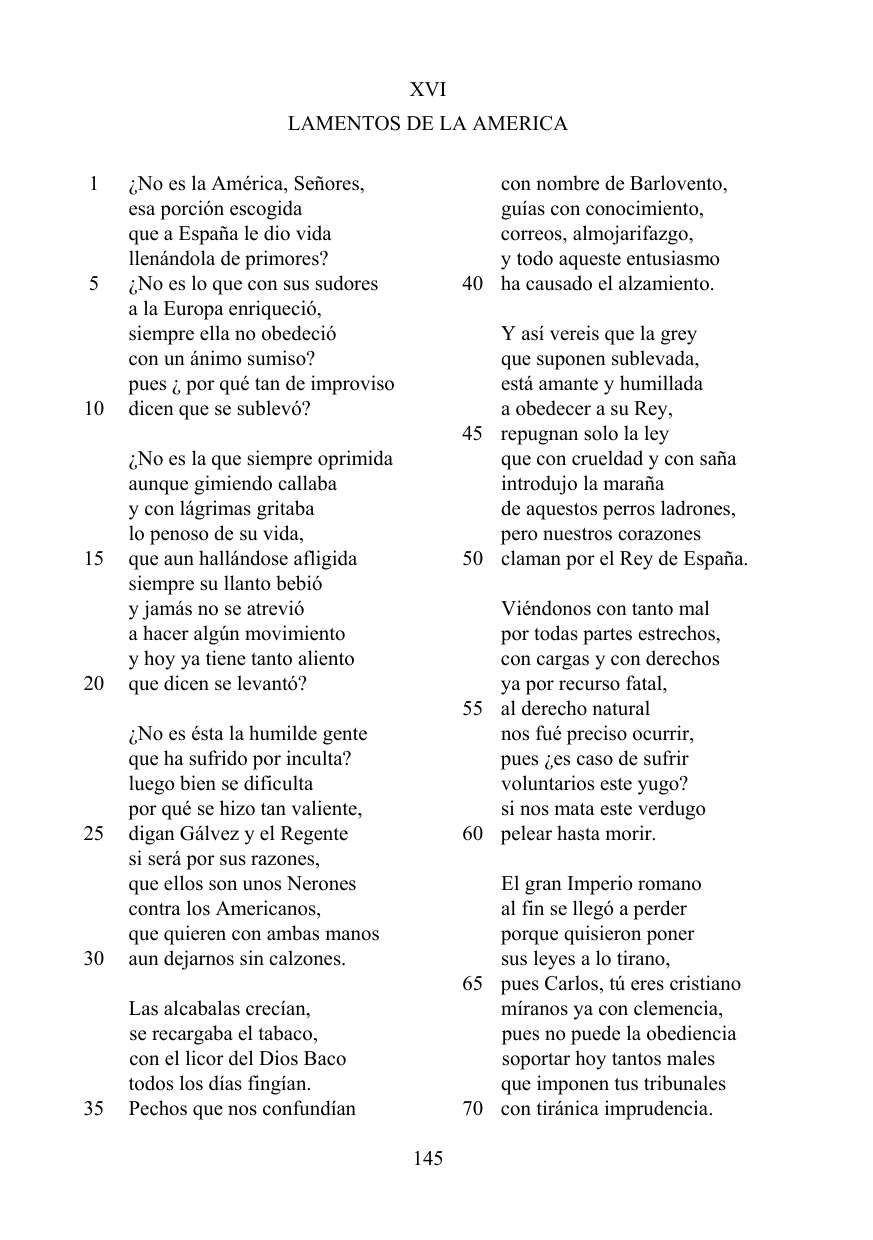 XVI
LAMENTOS DE LA AMERICA
1 ¿No es la América, Señores,
esa porción escogida
que a España le dio vida
llenándola de primores?
5 ¿No es lo que con sus sudores
a la Europa enriqueció,
siempre ella no obedeció
con un ánimo sumiso?
pues ¿ por qué tan de improviso
10 dicen que se sublevó?
¿No es la que siempre oprimida
aunque gimiendo callaba
y con lágrimas gritaba
lo penoso de su vida,
15 que aun hallándose afligida
siempre su llanto bebió
y jamás no se atrevió
a hacer algún movimiento
y hoy ya tiene tanto aliento
20 que dicen se levantó?
¿No es ésta la humilde gente
que ha sufrido por inculta?
luego bien se dificulta
por qué se hizo tan valiente,
25 digan Gálvez y el Regente
si será por sus razones,
que ellos son unos Nerones
contra los Americanos,
que quieren con ambas manos
30 aun dejarnos sin calzones.
Las alcabalas crecían,
se recargaba el tabaco,
con el licor del Dios Baco
todos los días fingían.
35 Pechos que nos confundían
con nombre de Barlovento,
guías con conocimiento,
correos, almojarifazgo,
y todo aqueste entusiasmo
40 ha causado el alzamiento.
Y así vereis que la grey
que suponen sublevada,
está amante y humillada
a obedecer a su Rey,
45 repugnan solo la ley
que con crueldad y con saña
introdujo la maraña
de aquestos perros ladrones,
pero nuestros corazones
50 claman por el Rey de España.
Viéndonos con tanto mal
por todas partes estrechos,
con cargas y con derechos
ya por recurso fatal,
55 al derecho natural
nos fué preciso ocurrir,
pues ¿es caso de sufrir
voluntarios este yugo?
si nos mata este verdugo
60 pelear hasta morir.
El gran Imperio romano
al fin se llegó a perder
porque quisieron poner
sus leyes a lo tirano,
65 pues Carlos, tú eres cristiano
míranos ya con clemencia,
pues no puede la obediencia
soportar hoy tantos males
que imponen tus tribunales
70 con tiránica imprudencia.
145